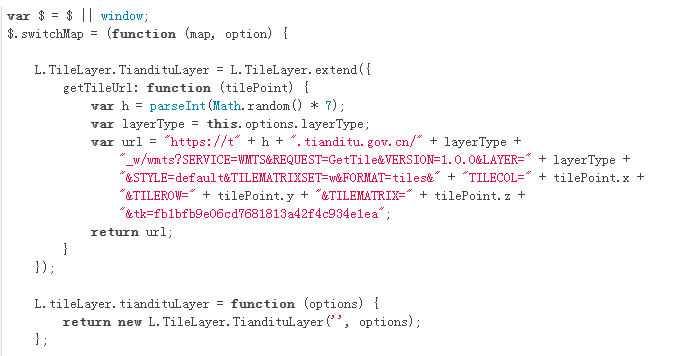 var $ = $ || window;
$.switchMap = (function (map, option) {
L.TileLayer.TiandituLayer = L.TileLayer.extend({
getTileUrl: function (tilePoint) {
var h = parseInt(Math.random() * 7);
var layerType = this.options.layerType;
var url = "https://t" + h + ".tianditu.gov.cn/" + layerType +
"_w/wmts?SERVICE=WMTS&REQUEST=GetTile&VERSION=1.0.0&LAYER=" + layerType +
"&STYLE=default&TILEMATRIXSET=w&FORMAT=tiles&" + "TILECOL=" + tilePoint.x +
"&TILEROW=" + tilePoint.y + "&TILEMATRIX=" + tilePoint.z +
"&tk=fb1bfb9e06cd7681813a42f4c934e1ea";
return url;
}
});
L.tileLayer.tiandituLayer = function (options) {
return new L.TileLayer.TiandituLayer('', options);
};